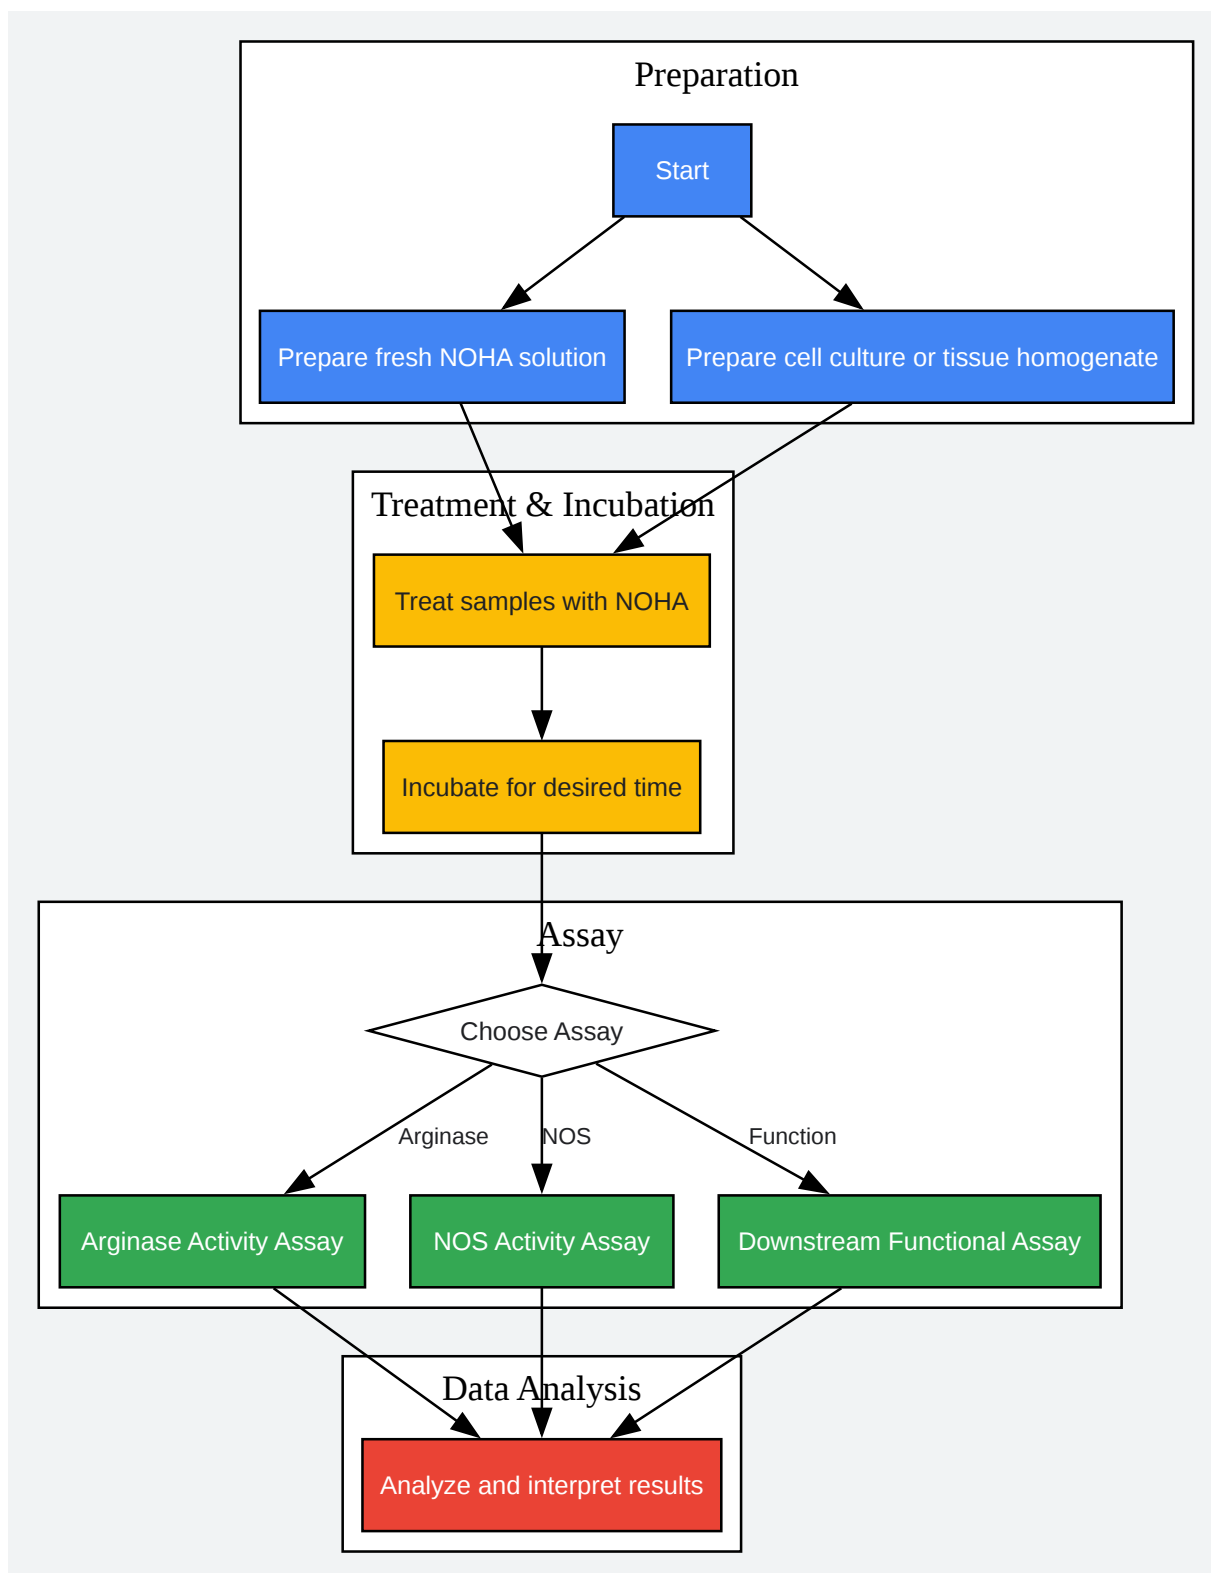 Preparation
Start
Prepare fresh NOHA solution
Prepare cell culture or tissue homogenate
Treatment & Incubation
Treat samples with NOHA
Incubate for desired time
Assay
Choose Assay
Arginase
NOS
Function
Arginase Activity Assay
NOS Activity Assay
Downstream Functional Assay
Data Analysis
Analyze and interpret results